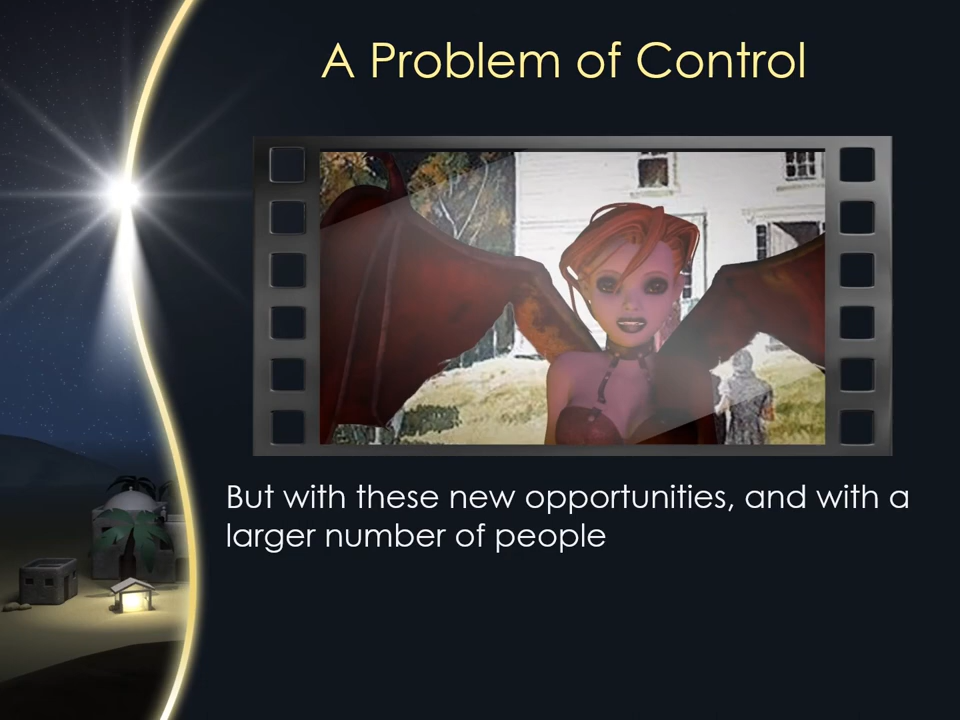 A Problem of Control
But with these new opportunities, and with a
larger number of people